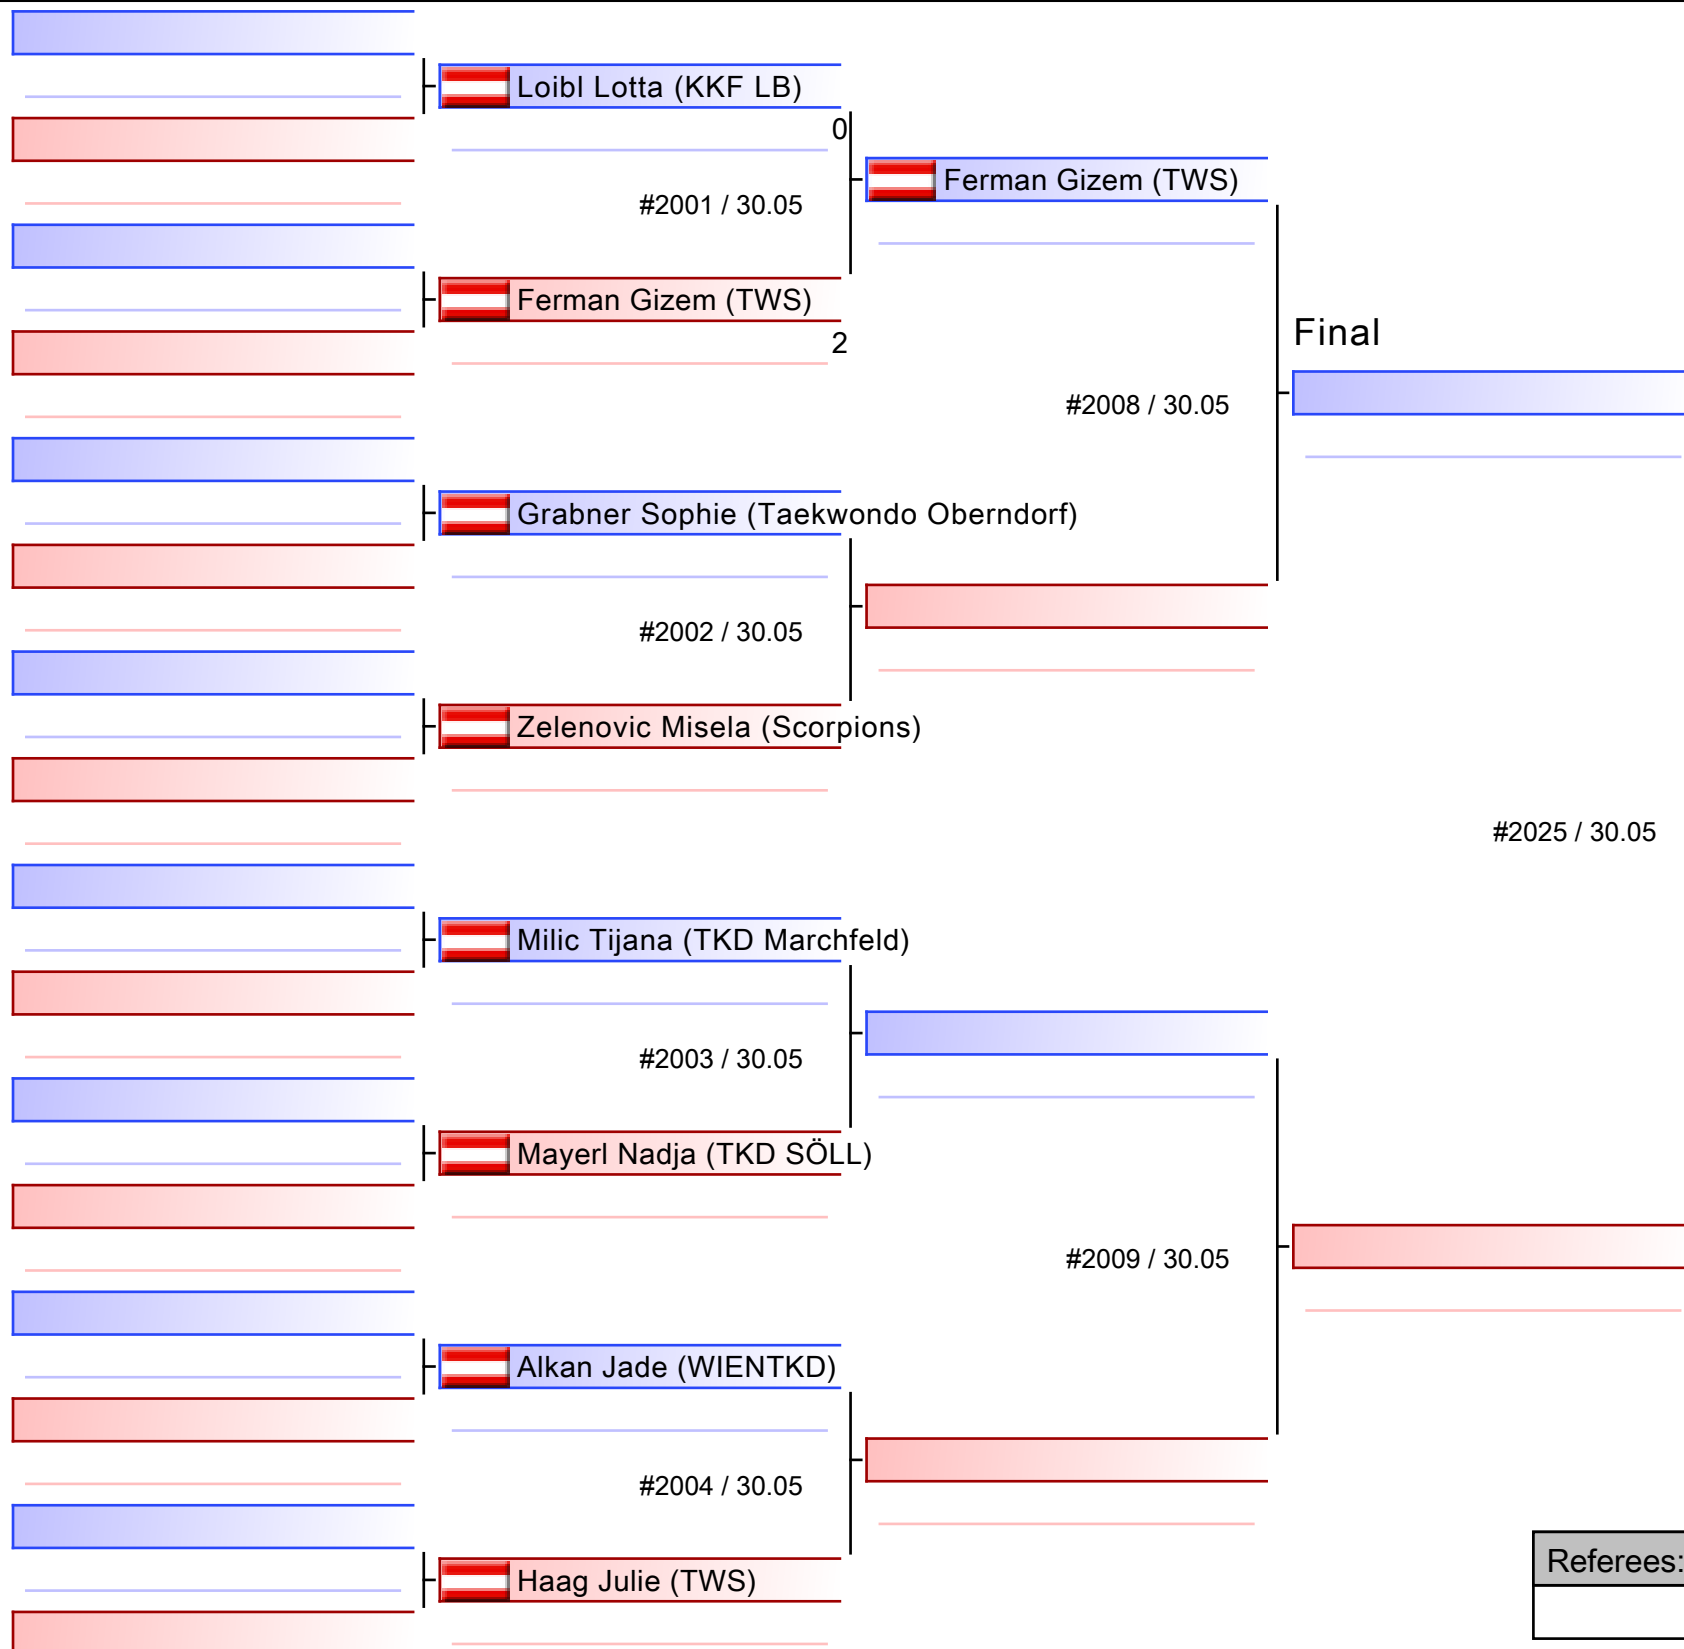 Loibl Lotta (KKF LB)
0
#2001 / 30.05
Ferman Gizem (TWS)
Ferman Gizem (TWS)
2
Final
#2008 / 30.05
Grabner Sophie (Taekwondo Oberndorf)
#2002 / 30.05
Zelenovic Misela (Scorpions)
#2025 / 30.05
Milic Tijana (TKD Marchfeld)
#2003 / 30.05
Mayerl Nadja (TKD SÖLL)
#2009 / 30.05
Alkan Jade (WIENTKD)
#2004 / 30.05
Haag Julie (TWS)
Referees: